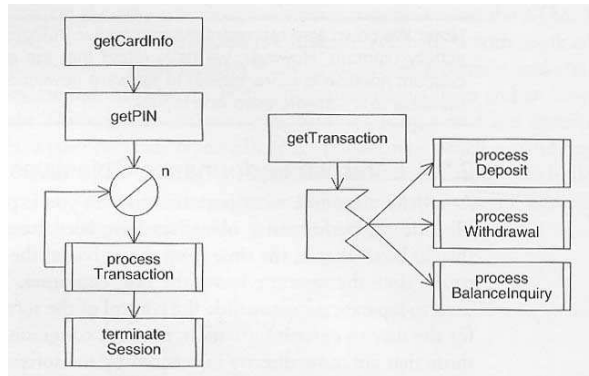 getCardInfo
getPIN
n
process
Transaction
terminate
Session
getTransaction
process
Deposit
process
Withdrawal
process
BalanceInquiry